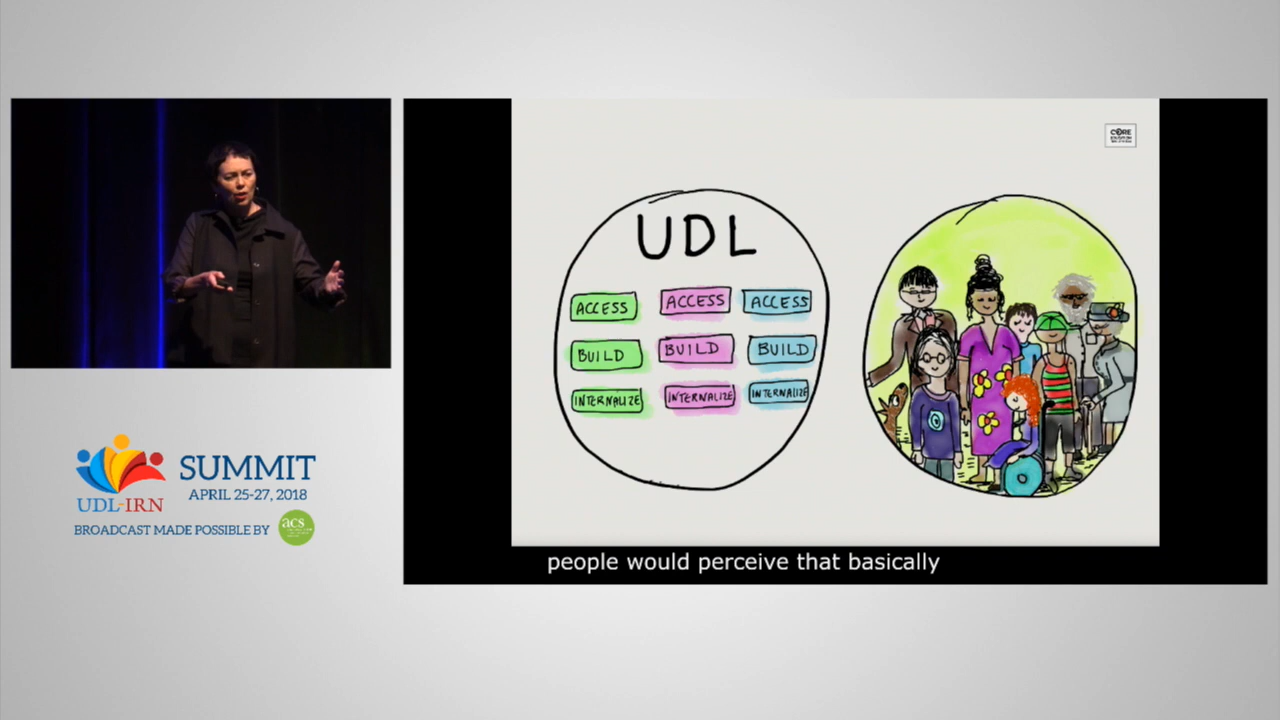 CORE
UDL
ACCESS ACCESS ACCESS
BUILD BUILD BUILD
INTERNALIZE INTERNALIZE INTERNALIZE
people would perceive that basically
SUMMIT
APRIL 25-27, 2018
UDL-IRN
BROADCAST MADE POSSIBLE BY acs